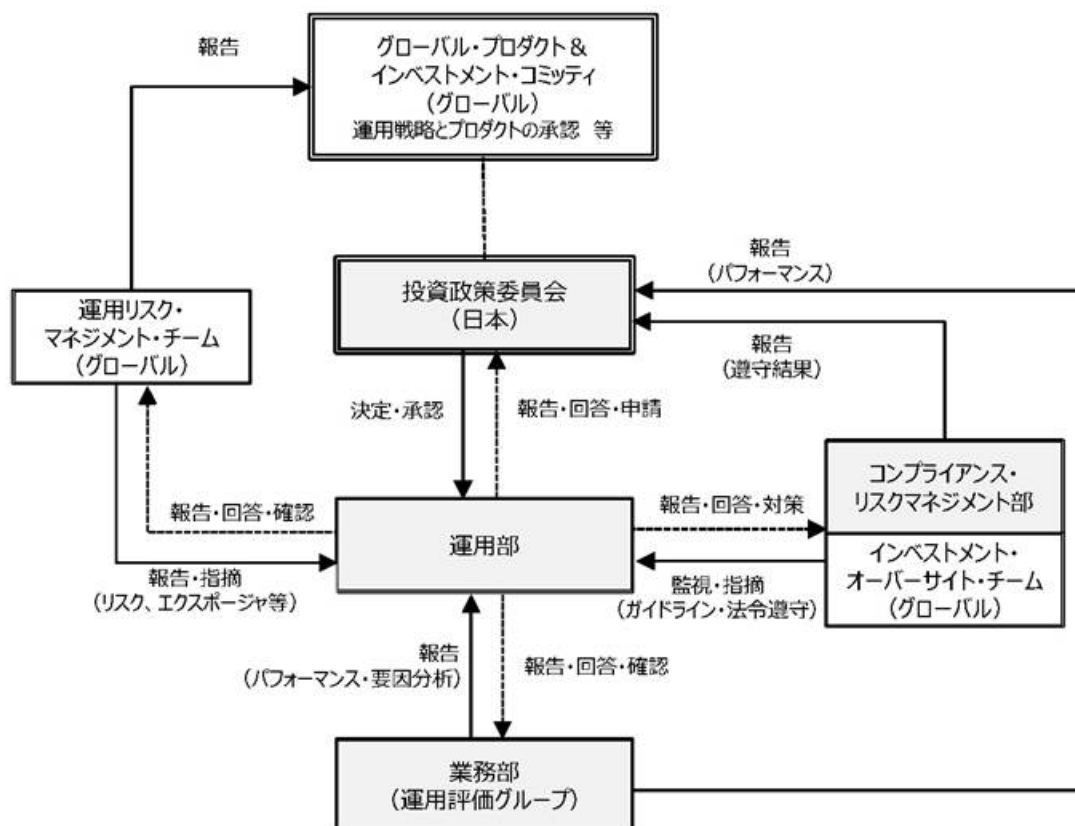 報告
グローバル・プロダクト＆
インベストメント・コミッティ
（グローバル）
運用戦略とプロダクトの承認 等
報告
（パフォーマンス）
投資政策委員会
（日本）
運用リスク・
マネジメント・チーム
（グローバル）
報告
（遵守結果）
決定・承認
報告・回答・申請
コンプライアンス・
リスクマネジメント部
報告・回答・確認
報告・回答・対策
運用部
インベストメント・
オーバーサイト・チーム
（グローバル）
報告・指摘
（リスク、エクスポージャ等）
監視・指摘
（ガイドライン・法令遵守）
報告
（パフォーマンス・要因分析）
報告・回答・確認
業務部
（運用評価グループ）